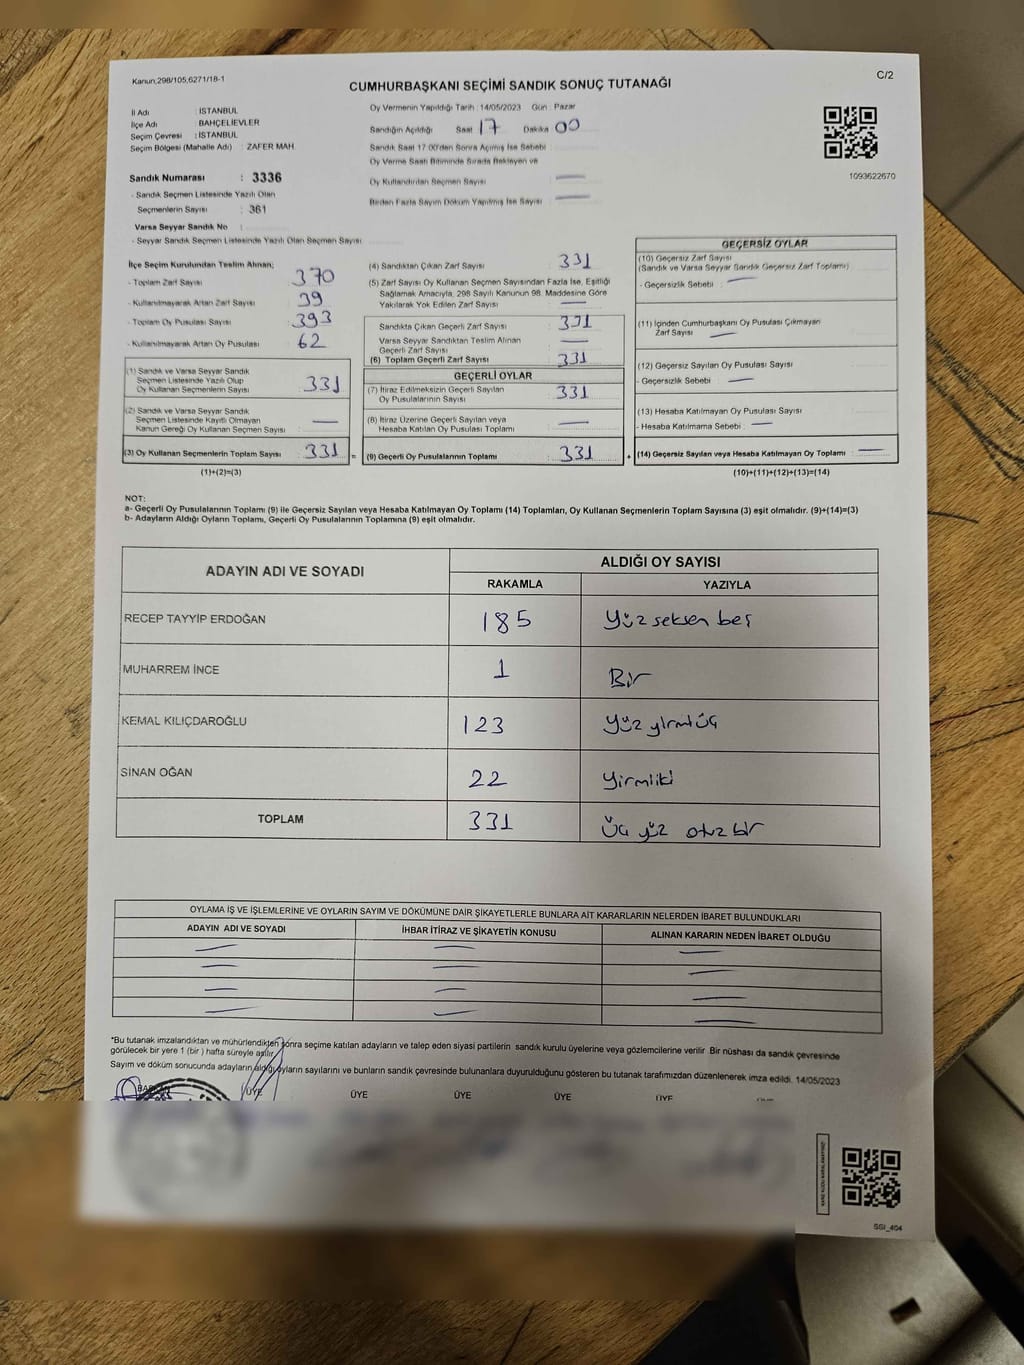 Kanun,298/105,6271/18-1
C/2
CUMHURBAŞKANI SEÇİMİ SANDIK SONUÇ TUTANAĞI
İl Adı : İSTANBUL
İlçe Adı : BAHÇELİEVLER
Seçim Çevresi : İSTANBUL
Seçim Bölgesi (Mahalle Adı) : ZAFER MAH.
Oy Vermenin Yapıldığı Tarih : 14/05/2023 Gün : Pazar
Sandığın Açıldığı Saat 17 Dakika 00
Sandık Saat 17.00'den Sonra Açılmış İse Sebebi :
Oy Verme Saati Bitiminde Sırada Bekleyen ve
Oy Kullandırılan Seçmen Sayısı : —
Birden Fazla Sayım Döküm Yapılmış İse Sayısı : —
1093622670
Sandık Numarası : 3336
- Sandık Seçmen Listesinde Yazılı Olan
Seçmenlerin Sayısı : 361
Varsa Seyyar Sandık No :
- Seyyar Sandık Seçmen Listesinde Yazılı Olan Seçmen Sayısı :
İlçe Seçim Kurulundan Teslim Alınan;
- Toplam Zarf Sayısı : 370
- Kullanılmayarak Artan Zarf Sayısı : 39
- Toplam Oy Pusulası Sayısı : 393
- Kullanılmayarak Artan Oy Pusulası : 62
(1) Sandık ve Varsa Seyyar Sandık
Seçmen Listesinde Yazılı Olup
Oy Kullanan Seçmenlerin Sayısı : 331
(2) Sandık ve Varsa Seyyar Sandık
Seçmen Listesinde Kayıtlı Olmayan
Kanun Gereği Oy Kullanan Seçmen Sayısı : —
(3) Oy Kullanan Seçmenlerin Toplam Sayısı : 331
(1)+(2)=(3)
(4) Sandıktan Çıkan Zarf Sayısı : 331
(5) Zarf Sayısı Oy Kullanan Seçmen Sayısından Fazla İse, Eşitliği
Sağlamak Amacıyla, 298 Sayılı Kanunun 98. Maddesine Göre
Yakılarak Yok Edilen Zarf Sayısı : —
Sandıkta Çıkan Geçerli Zarf Sayısı : 331
Varsa Seyyar Sandıktan Teslim Alınan
Geçerli Zarf Sayısı : —
(6) Toplam Geçerli Zarf Sayısı : 331
GEÇERLİ OYLAR
(7) İtiraz Edilmeksizin Geçerli Sayılan
Oy Pusulalarının Sayısı : 331
(8) İtiraz Üzerine Geçerli Sayılan veya
Hesaba Katılan Oy Pusulası Toplamı : —
= (9) Geçerli Oy Pusulalarının Toplamı : 331 +
GEÇERSİZ OYLAR
(10) Geçersiz Zarf Sayısı
(Sandık ve Varsa Seyyar Sandık Geçersiz Zarf Toplamı) :
- Geçersizlik Sebebi : —
(11) İçinden Cumhurbaşkanı Oy Pusulası Çıkmayan
Zarf Sayısı : —
(12) Geçersiz Sayılan Oy Pusulası Sayısı :
- Geçersizlik Sebebi : —
(13) Hesaba Katılmayan Oy Pusulası Sayısı :
- Hesaba Katılmama Sebebi : —
(14) Geçersiz Sayılan veya Hesaba Katılmayan Oy Toplamı : —
(10)+(11)+(12)+(13)=(14)
NOT:
a- Geçerli Oy Pusulalarının Toplamı (9) ile Geçersiz Sayılan veya Hesaba Katılmayan Oy Toplamı (14) Toplamları, Oy Kullanan Seçmenlerin Toplam Sayısına (3) eşit olmalıdır. (9)+(14)=(3)
b- Adayların Aldığı Oyların Toplamı, Geçerli Oy Pusulalarının Toplamına (9) eşit olmalıdır.
ADAYIN ADI VE SOYADI
ALDIĞI OY SAYISI
RAKAMLA YAZIYLA
RECEP TAYYİP ERDOĞAN 185 Yüz seksen beş
MUHARREM İNCE 1 Bir
KEMAL KILIÇDAROĞLU 123 Yüz yirmi üç
SİNAN OĞAN 22 Yirmi iki
TOPLAM 331 Üç yüz otuz bir
OYLAMA İŞ VE İŞLEMLERİNE VE OYLARIN SAYIM VE DÖKÜMÜNE DAİR ŞİKAYETLERLE BUNLARA AİT KARARLARIN NELERDEN İBARET BULUNDUKLARI
ADAYIN ADI VE SOYADI İHBAR İTİRAZ VE ŞİKAYETİN KONUSU ALINAN KARARIN NEDEN İBARET OLDUĞU
*Bu tutanak imzalandıktan ve mühürlendikten sonra seçime katılan adayların ve talep eden siyasi partilerin sandık kurulu üyelerine veya gözlemcilerine verilir. Bir nüshası da sandık çevresinde
görülecek bir yere 1 (bir ) hafta süreyle asılır.
Sayım ve döküm sonucunda adayların aldığı oyların sayılarını ve bunların sandık çevresinde bulunanlara duyurulduğunu gösteren bu tutanak tarafımızdan düzenlenerek imza edildi. 14/05/2023
BAŞKAN ÜYE ÜYE ÜYE ÜYE ÜYE
SSI_404